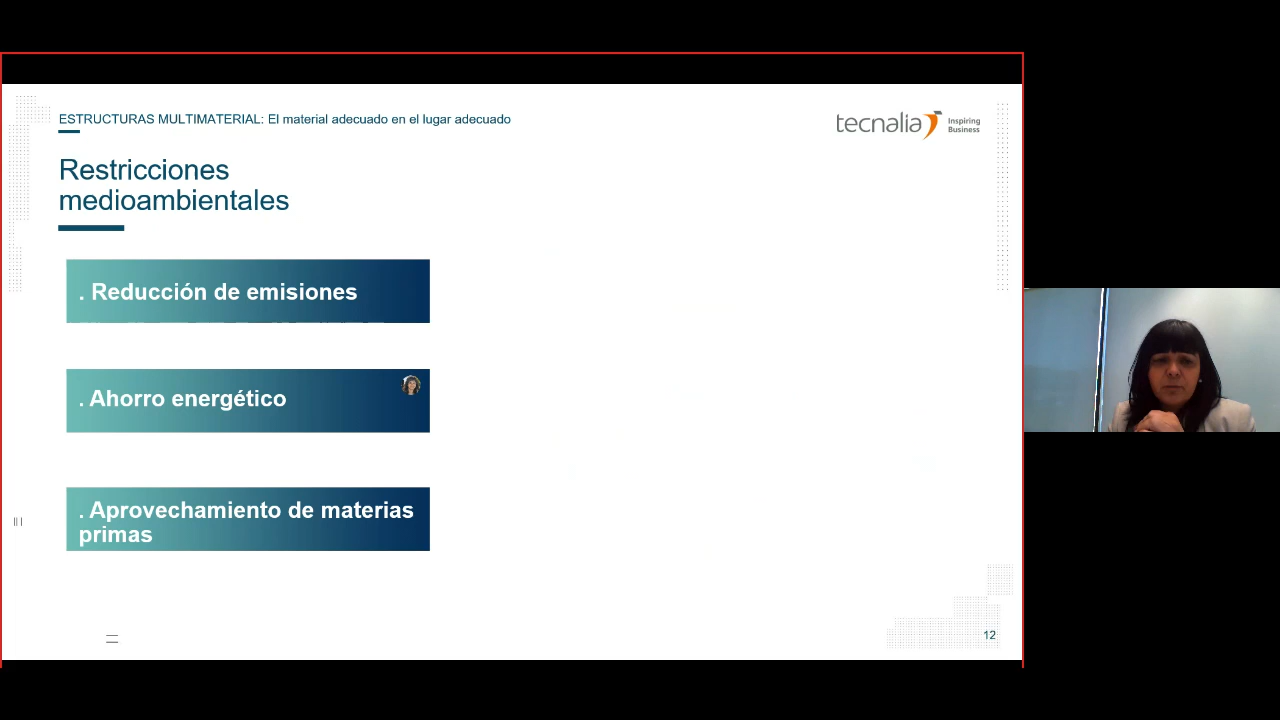 ESTRUCTURAS MULTIMATERIAL: El material adecuado en el lugar adecuado
tecnalia Inspiring
Business
Restricciones
medioambientales
. Reducción de emisiones
. Ahorro energético
. Aprovechamiento de materias
primas
12